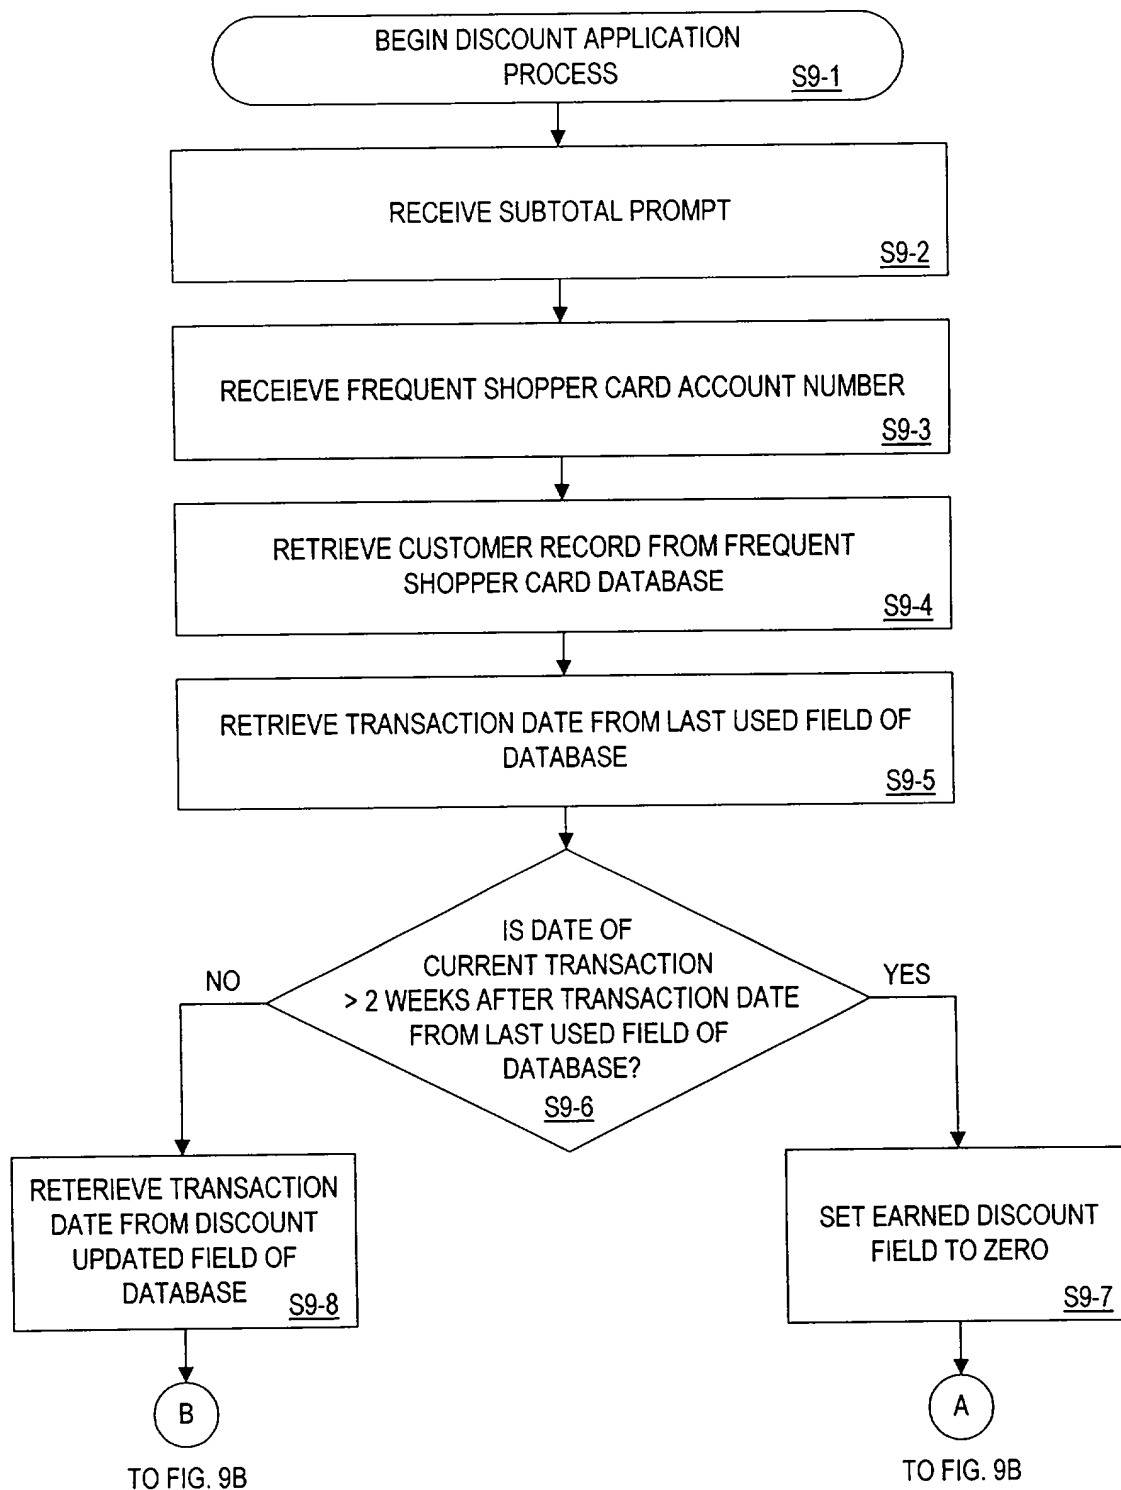 BEGIN DISCOUNT APPLICATION
PROCESS
S9-1
RECEIVE SUBTOTAL PROMPT
S9-2
RECEIEVE FREQUENT SHOPPER CARD ACCOUNT NUMBER
S9-3
RETRIEVE CUSTOMER RECORD FROM FREQUENT
SHOPPER CARD DATABASE
S9-4
RETRIEVE TRANSACTION DATE FROM LAST USED FIELD OF
DATABASE
S9-5
IS DATE OF
CURRENT TRANSACTION
> 2 WEEKS AFTER TRANSACTION DATE
FROM LAST USED FIELD OF
DATABASE?
S9-6
NO
YES
RETERIEVE TRANSACTION
DATE FROM DISCOUNT
UPDATED FIELD OF
DATABASE
S9-8
SET EARNED DISCOUNT
FIELD TO ZERO
S9-7
B
TO FIG. 9B
A
TO FIG. 9B